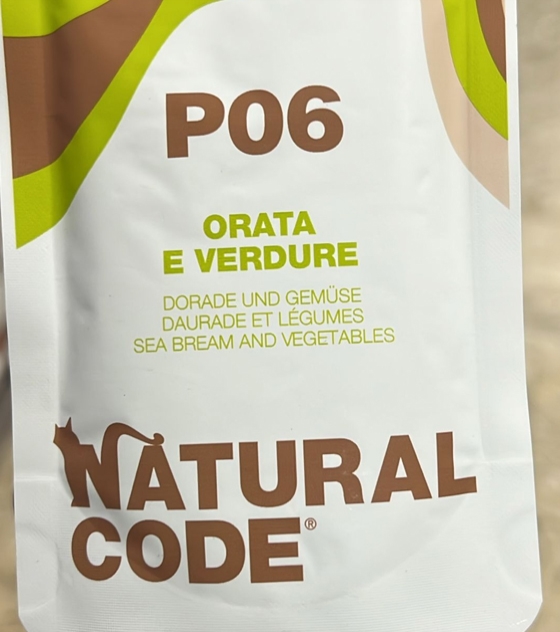 P06
ORATA
E VERDURE
DORADE UND GEMÜSE
DAURADE ET LÉGUMES
SEA BREAM AND VEGETABLES
NATURAL
CODE®